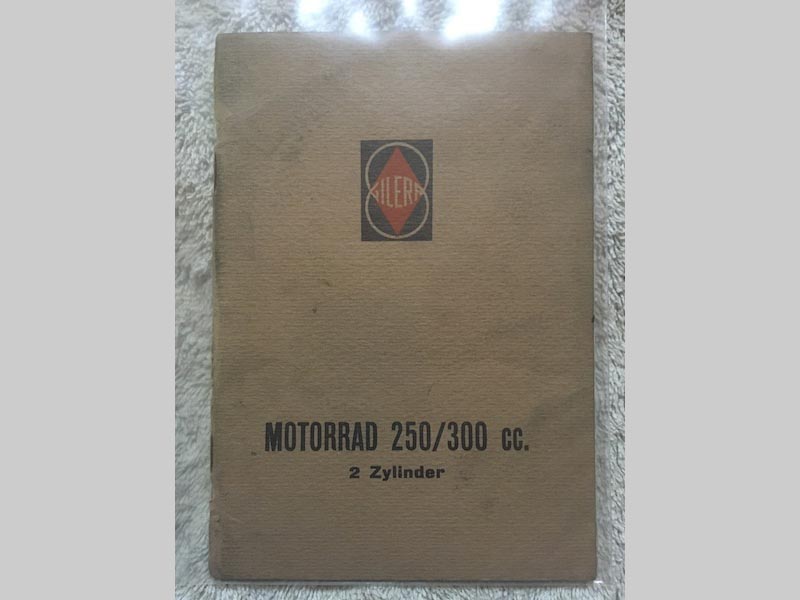 GILERA
MOTORRAD 250/300 cc.
2 Zylinder